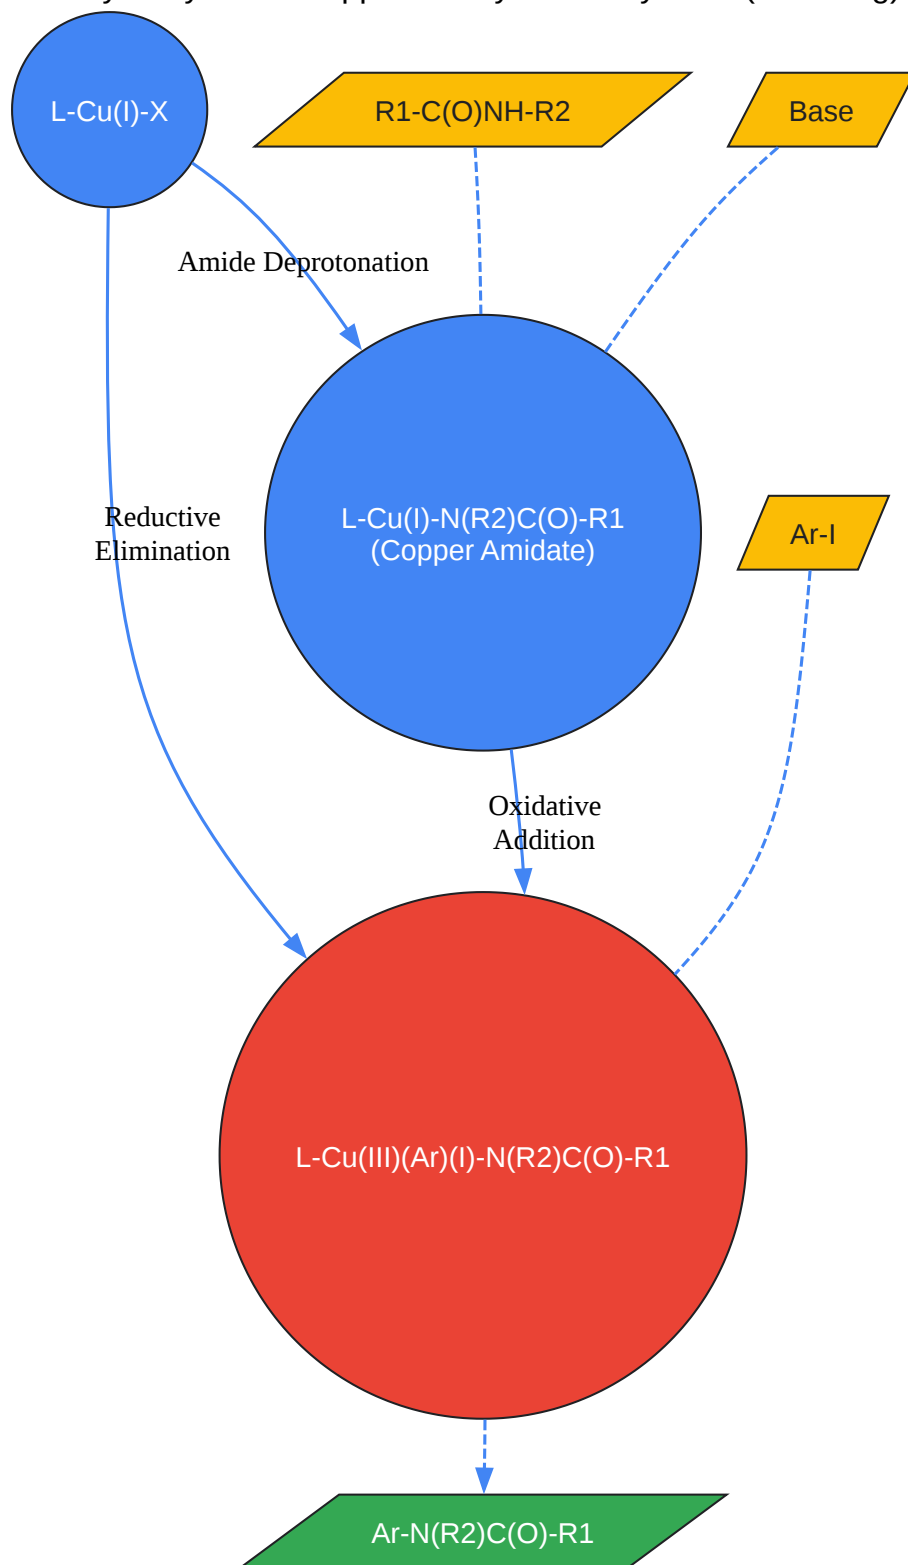 L-Cu(I)-X
R1-C(O)NH-R2
Base
Amide Deprotonation
Reductive
Elimination
L-Cu(I)-N(R2)C(O)-R1
(Copper Amidate)
Ar-I
Oxidative
Addition
L-Cu(III)(Ar)(I)-N(R2)C(O)-R1
Ar-N(R2)C(O)-R1